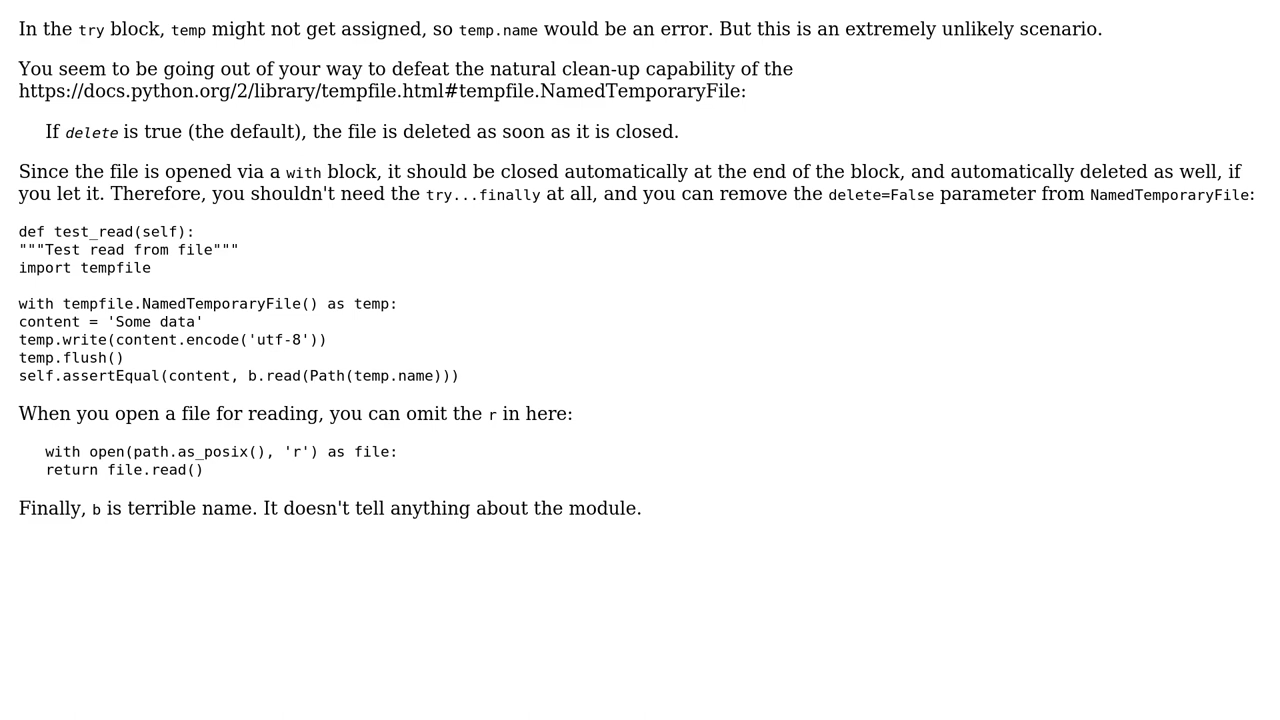 In the try block, temp might not get assigned, so temp.name would be an error. But this is an extremely unlikely scenario.
You seem to be going out of your way to defeat the natural clean-up capability of the
https://docs.python.org/2/library/tempfile.html#tempfile.NamedTemporaryFile:
If delete is true (the default), the file is deleted as soon as it is closed.
Since the file is opened via a with block, it should be closed automatically at the end of the block, and automatically deleted as well, if
you let it. Therefore, you shouldn't need the try...finally at all, and you can remove the delete=False parameter from NamedTemporaryFile:
def test_read(self):
"""Test read from file"""
import tempfile
with tempfile.NamedTemporaryFile() as temp:
content = 'Some data'
temp.write(content.encode('utf-8'))
temp.flush()
self.assertEqual(content, b.read(Path(temp.name)))
When you open a file for reading, you can omit the r in here:
with open(path.as_posix(), 'r') as file:
return file.read()
Finally, b is terrible name. It doesn't tell anything about the module.